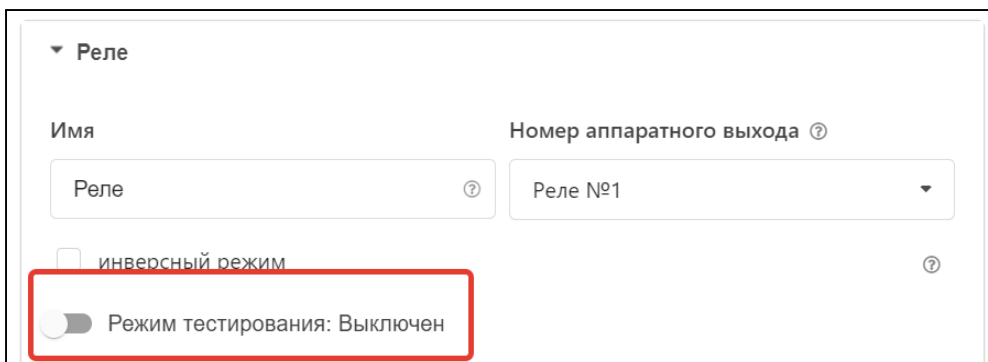 Реле
Имя
Номер аппаратного выхода
Реле
Реле №1
инверсный режим
Режим тестирования: Выключен